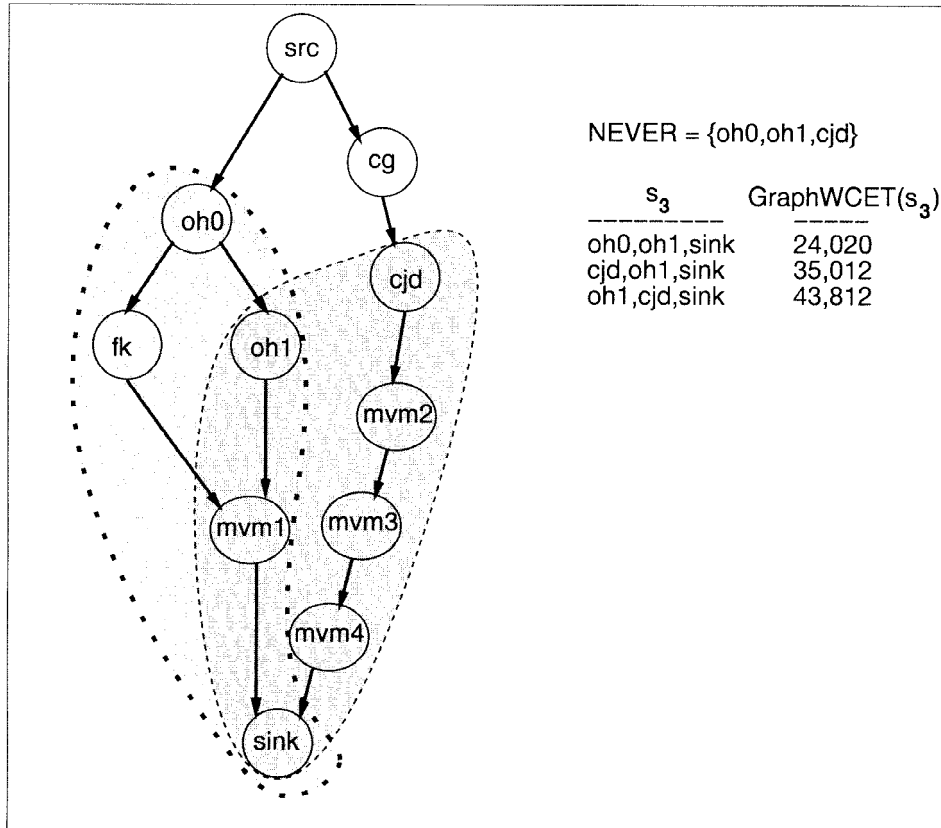 src
cg
oh0
cjd
fk
oh1
mvm2
mvm1
mvm3
mvm4
sink
NEVER = {oh0,oh1,cjd}
s3 GraphWCET(s3)
--------- -----
oh0,oh1,sink 24,020
cjd,oh1,sink 35,012
oh1,cjd,sink 43,812